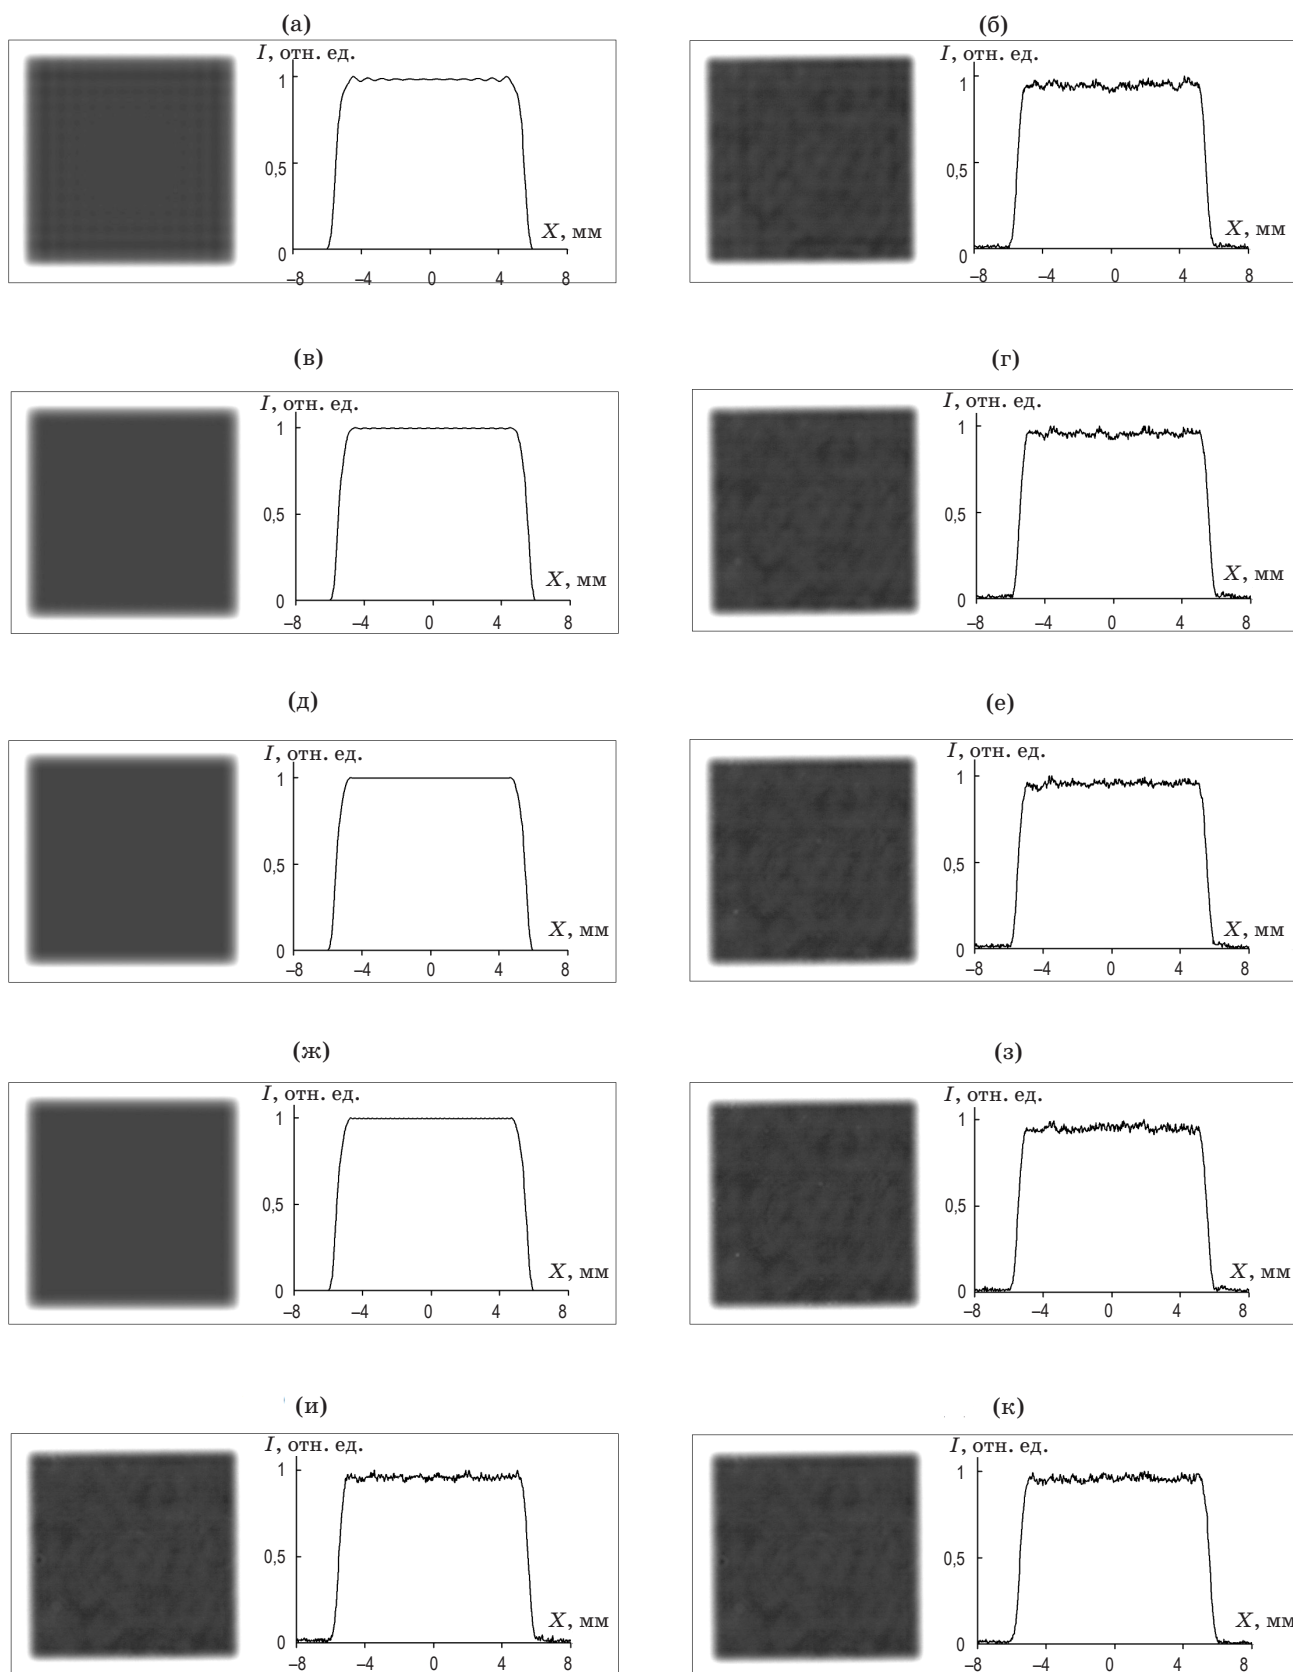 (а)
I, отн. ед.
1
0,5
X, мм
0
–8 –4 0 4 8
(б)
I, отн. ед.
1
0,5
X, мм
0
–8 –4 0 4 8
(в)
I, отн. ед.
1
0,5
X, мм
0
–8 –4 0 4 8
(г)
I, отн. ед.
1
0,5
X, мм
0
–8 –4 0 4 8
(д)
I, отн. ед.
1
0,5
X, мм
0
–8 –4 0 4 8
(е)
I, отн. ед.
1
0,5
X, мм
0
–8 –4 0 4 8
(ж)
I, отн. ед.
1
0,5
X, мм
0
–8 –4 0 4 8
(з)
I, отн. ед.
1
0,5
X, мм
0
–8 –4 0 4 8
(и)
I, отн. ед.
1
0,5
X, мм
0
–8 –4 0 4 8
(к)
I, отн. ед.
1
0,5
X, мм
0
–8 –4 0 4 8